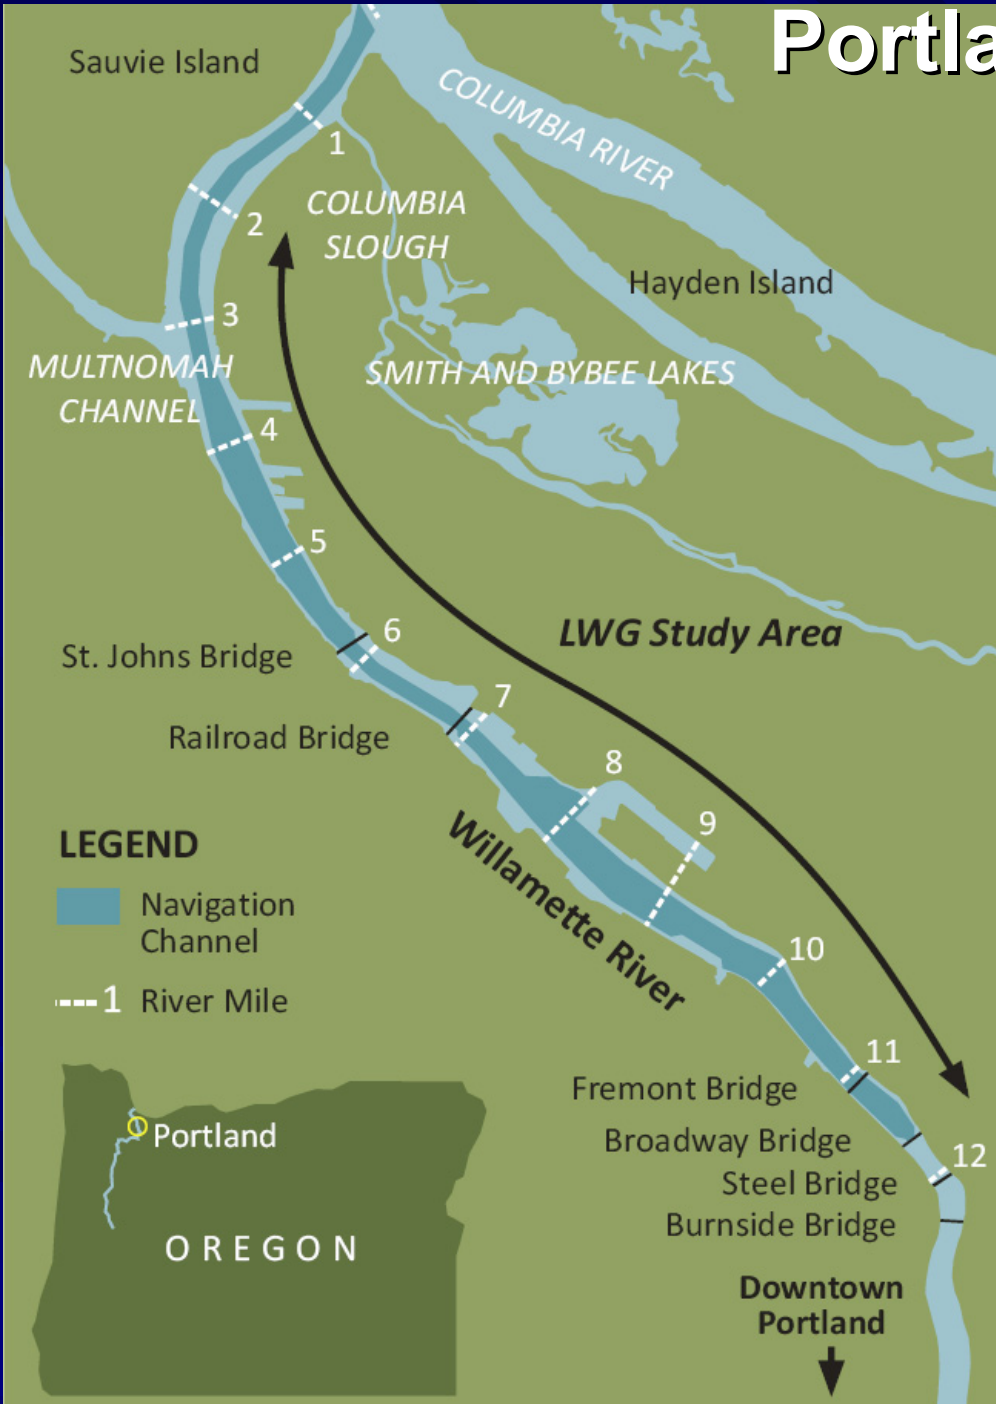 Portla
Sauvie Island
COLUMBIA RIVER
1
COLUMBIA
SLOUGH
2
Hayden Island
3
MULTNOMAH
CHANNEL
SMITH AND BYBEE LAKES
4
5
LWG Study Area
6
St. Johns Bridge
7
Railroad Bridge
8
9
Willamette River
LEGEND
Navigation
Channel
1 River Mile
10
11
Fremont Bridge
Broadway Bridge
12
Steel Bridge
Burnside Bridge
Portland
OREGON
Downtown
Portland